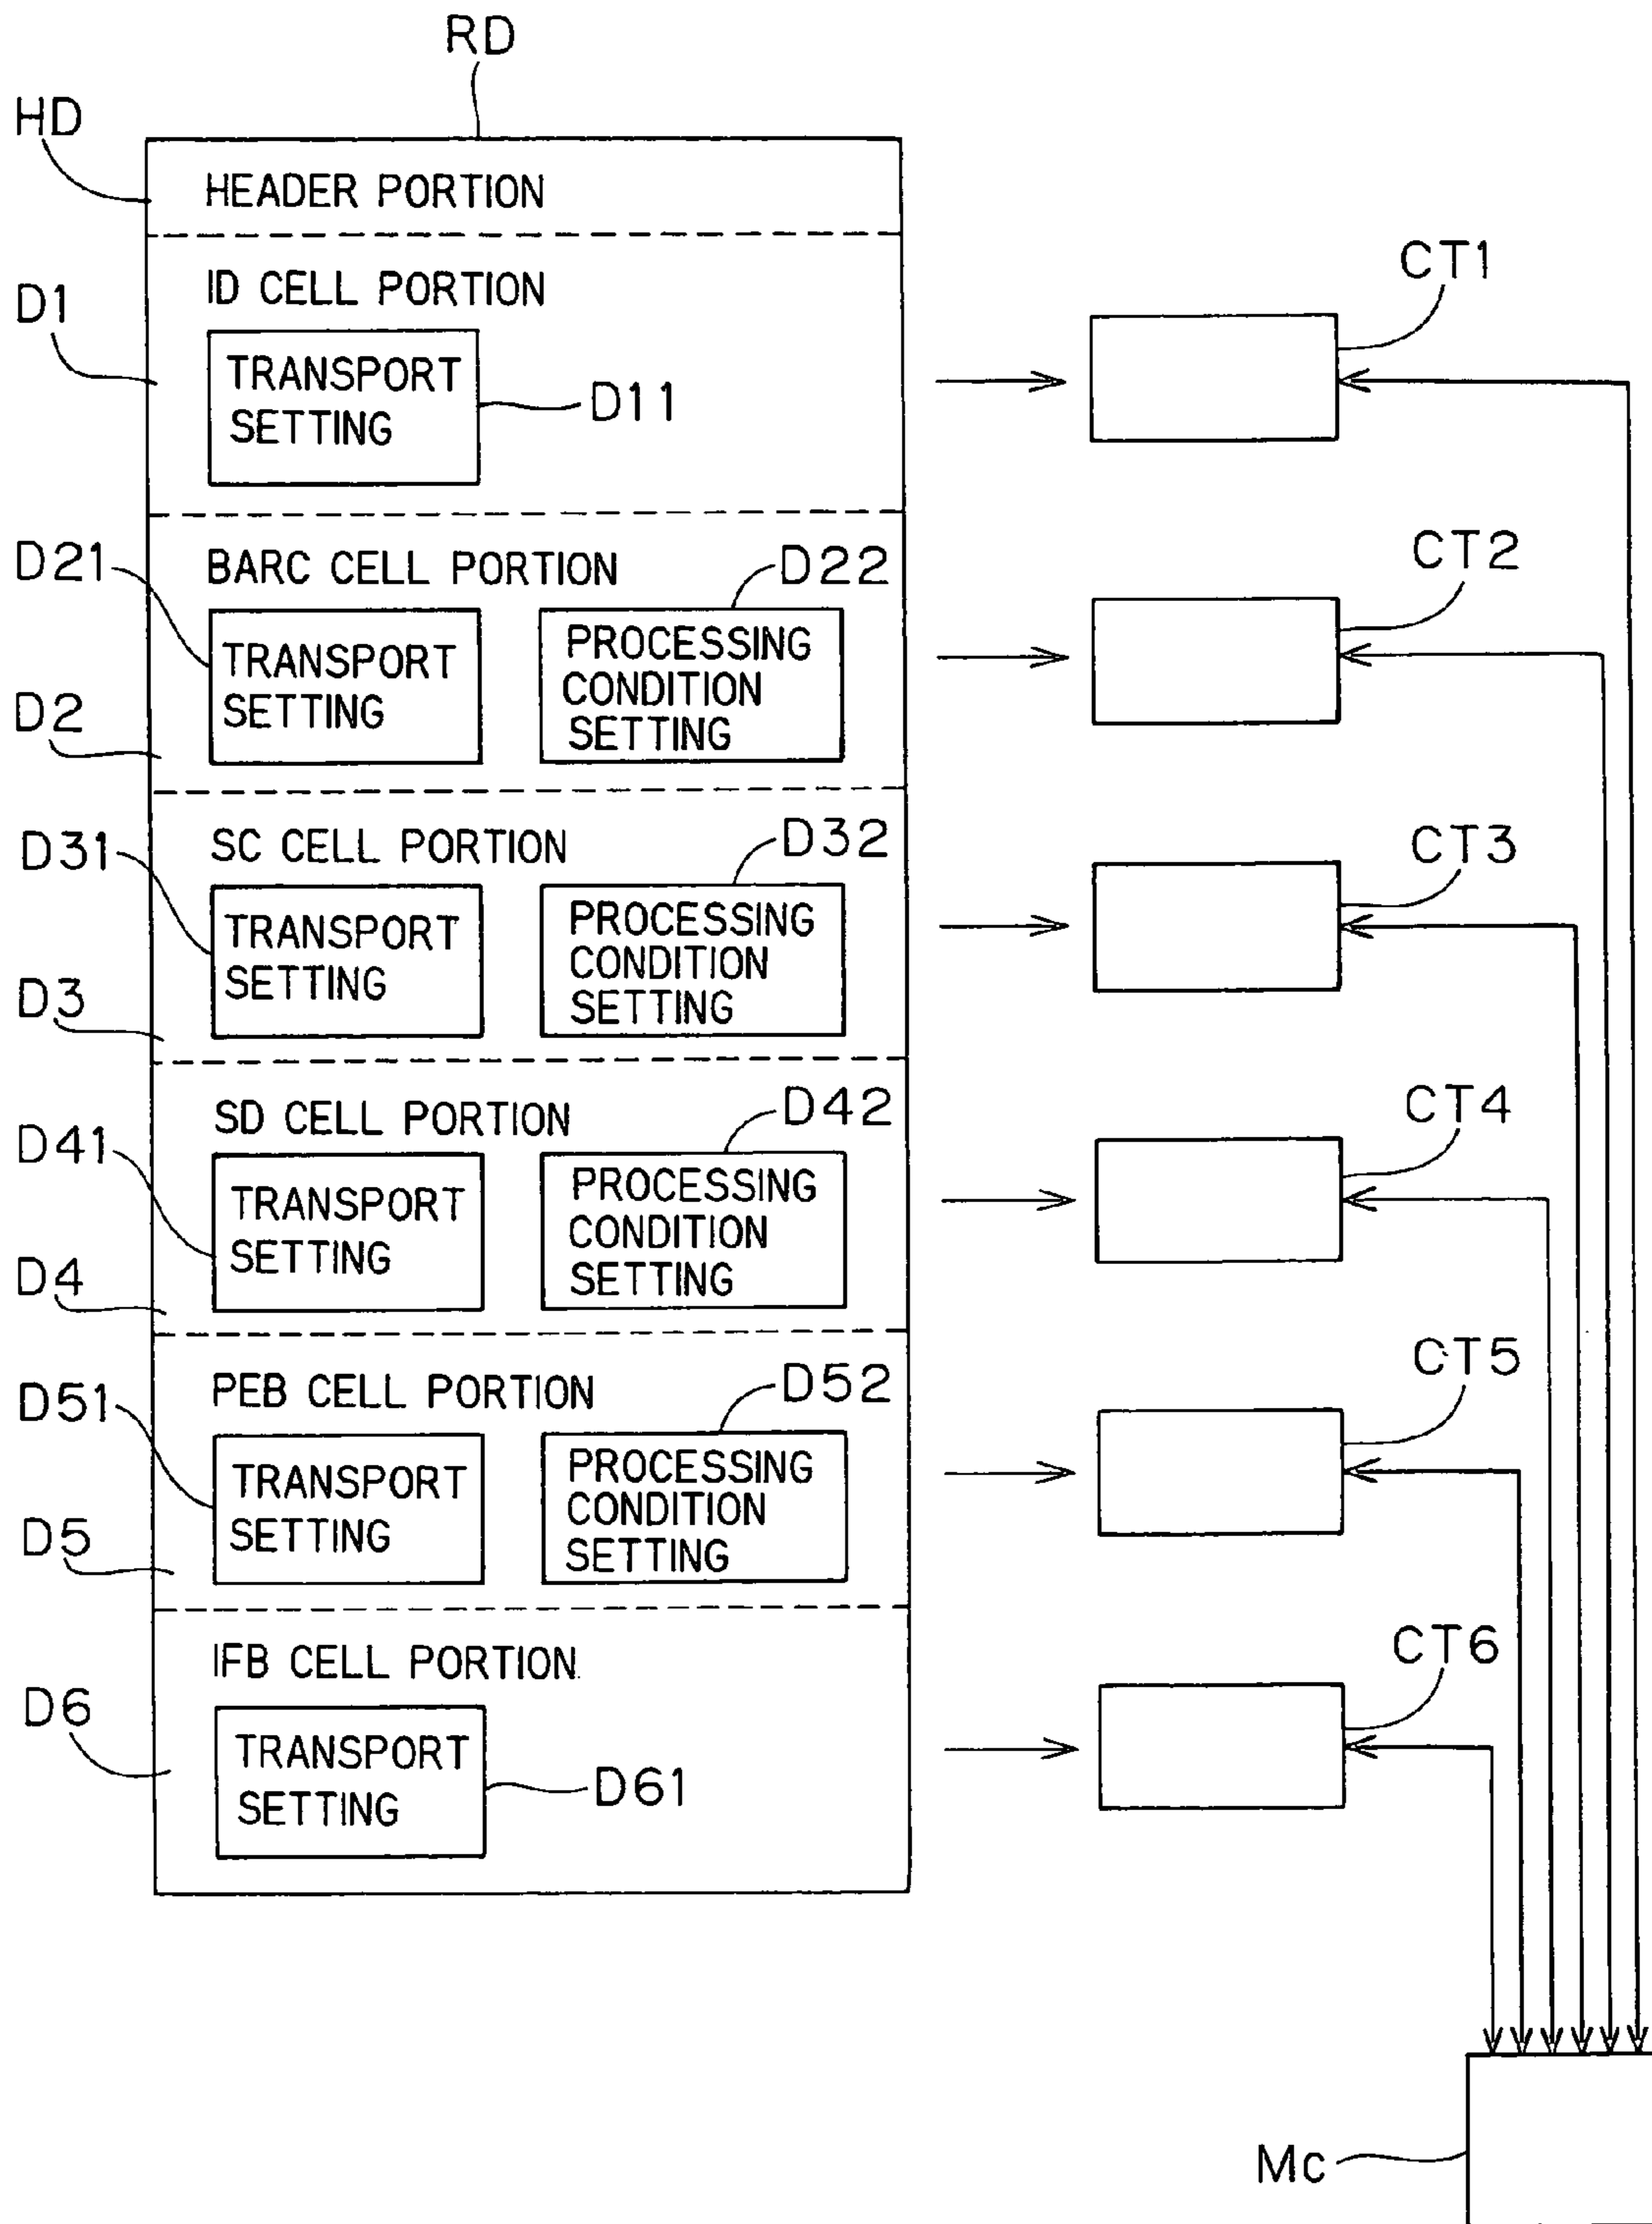 RD
HD
HEADER PORTION
ID CELL PORTION
CT1
D1
TRANSPORT
SETTING
D11
BARC CELL PORTION
D21
D22
CT2
TRANSPORT
SETTING
PROCESSING
CONDITION
SETTING
D2
SC CELL PORTION
D31
D32
CT3
TRANSPORT
SETTING
PROCESSING
CONDITION
SETTING
D3
SD CELL PORTION
D41
D42
CT4
TRANSPORT
SETTING
PROCESSING
CONDITION
SETTING
D4
PEB CELL PORTION
D51
D52
CT5
TRANSPORT
SETTING
PROCESSING
CONDITION
SETTING
D5
IFB CELL PORTION
CT6
D6
TRANSPORT
SETTING
D61
Mc